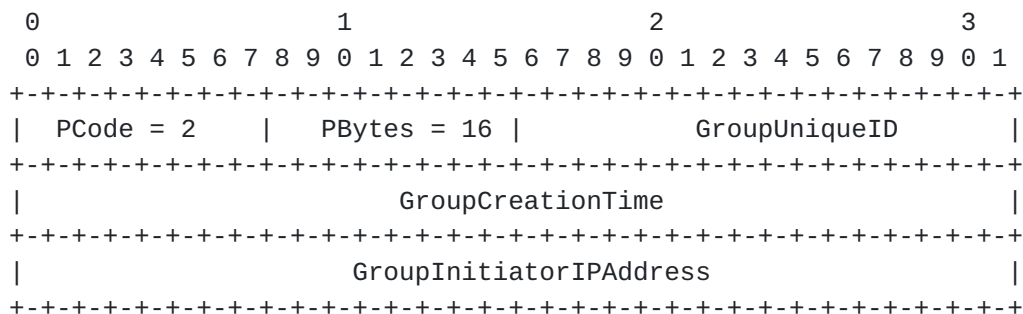 0                   1                   2                   3
 0 1 2 3 4 5 6 7 8 9 0 1 2 3 4 5 6 7 8 9 0 1 2 3 4 5 6 7 8 9 0 1
+-+-+-+-+-+-+-+-+-+-+-+-+-+-+-+-+-+-+-+-+-+-+-+-+-+-+-+-+-+-+-+-+
|  PCode = 2    |   PBytes = 16 |           GroupUniqueID       |
+-+-+-+-+-+-+-+-+-+-+-+-+-+-+-+-+-+-+-+-+-+-+-+-+-+-+-+-+-+-+-+-+
|                        GroupCreationTime                      |
+-+-+-+-+-+-+-+-+-+-+-+-+-+-+-+-+-+-+-+-+-+-+-+-+-+-+-+-+-+-+-+-+
|                     GroupInitiatorIPAddress                   |
+-+-+-+-+-+-+-+-+-+-+-+-+-+-+-+-+-+-+-+-+-+-+-+-+-+-+-+-+-+-+-+-+